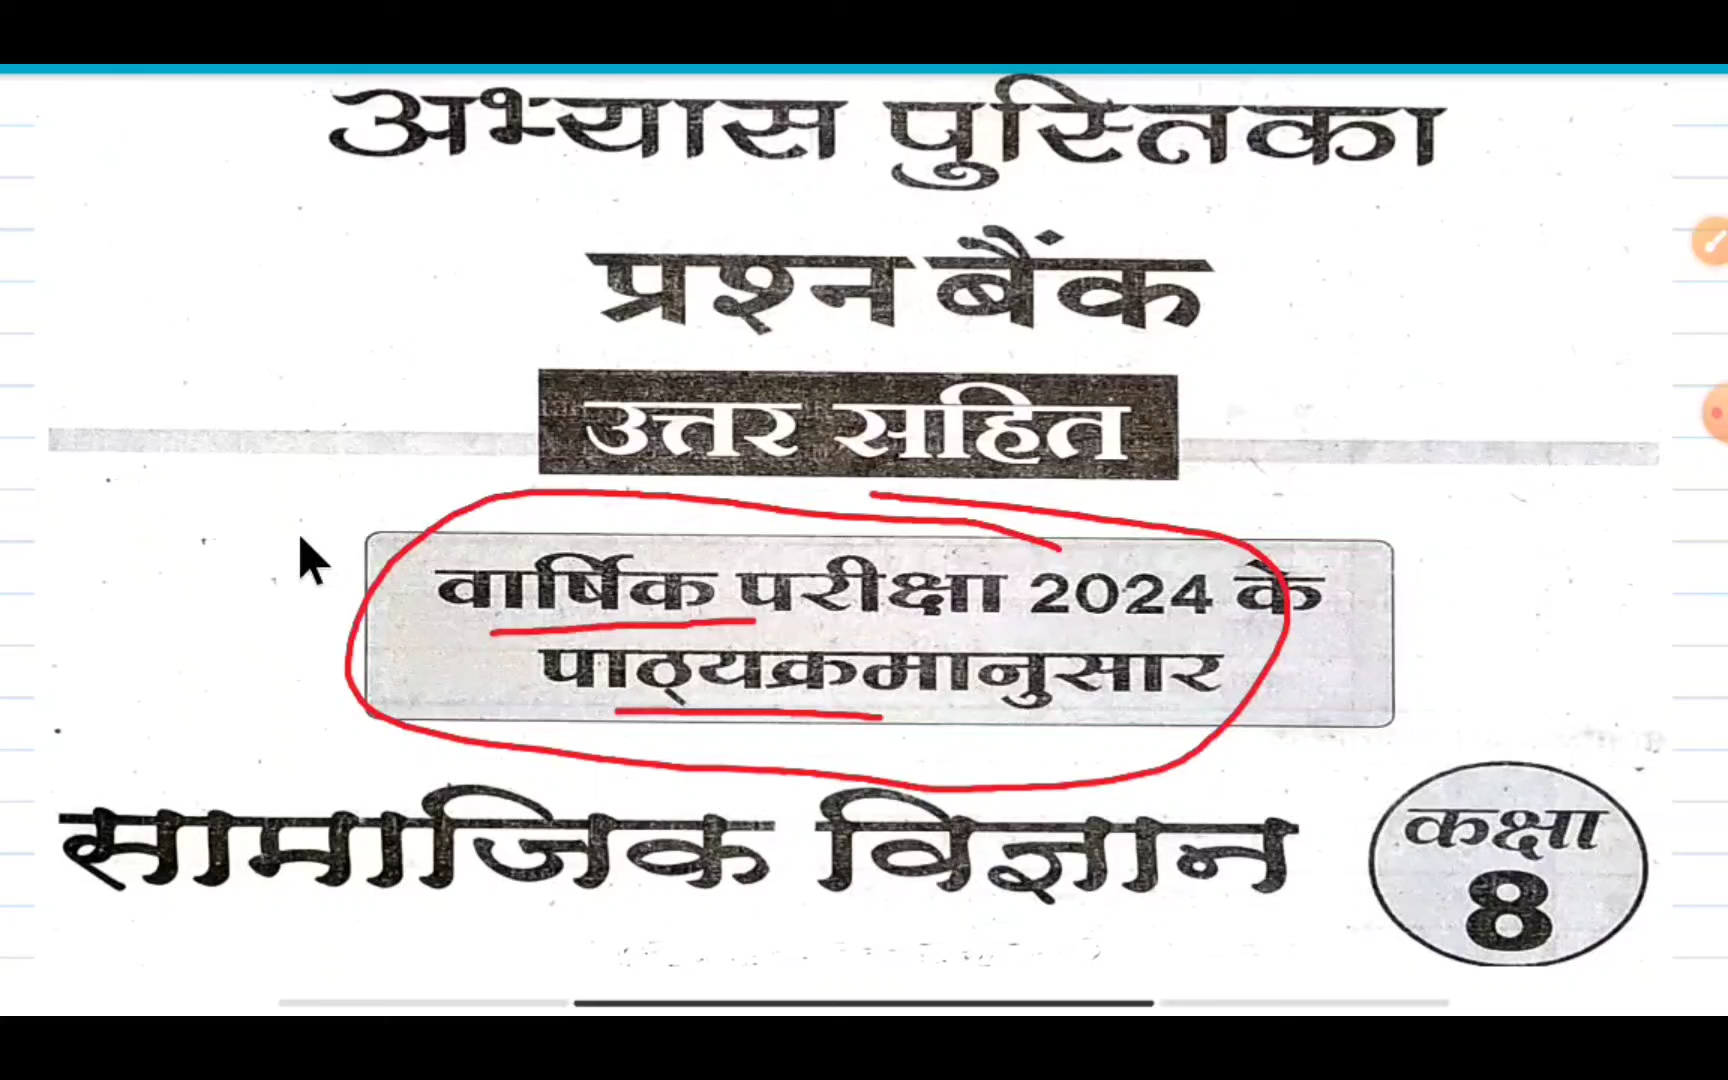 अभ्यास पुस्तिका
प्रश्न बैंक
उत्तर सहित
वार्षिक परीक्षा 2024 के
पाठ्यक्रमानुसार
सामाजिक विज्ञान
कक्षा
8